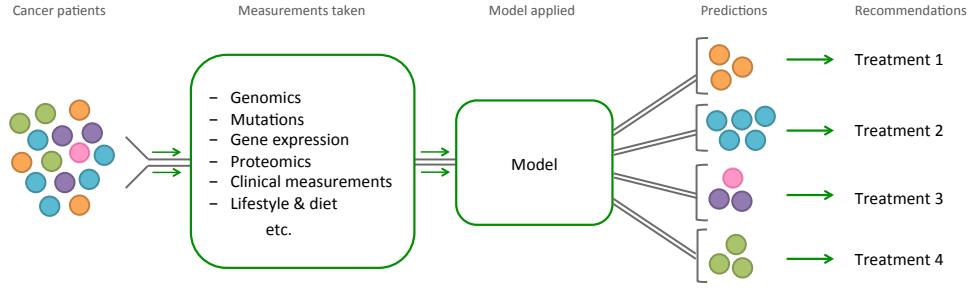 Cancer patients
Measurements taken
Model applied
Predictions
Recommendations
– Genomics
– Mutations
– Gene expression
– Proteomics
– Clinical measurements
– Lifestyle & diet
etc.
Model
Treatment 1
Treatment 2
Treatment 3
Treatment 4